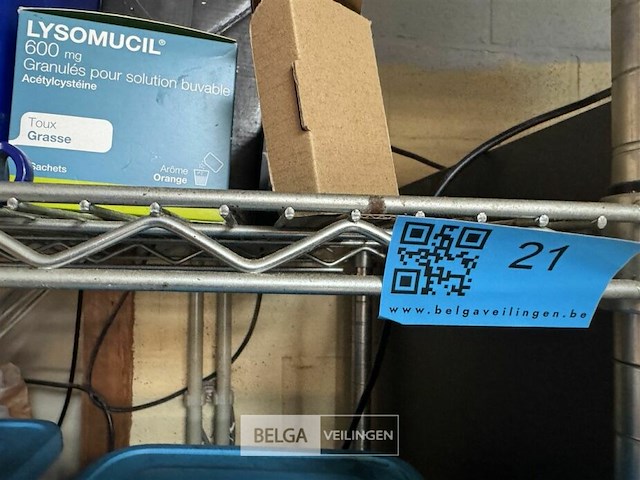 LYSOMUCIL®
600 mg
Granulés pour solution buvable
Acétylcystéine
Toux
Grasse
Sachets
Arôme
Orange
21
www.belgaveilingen.be
BELGA VEILINGEN